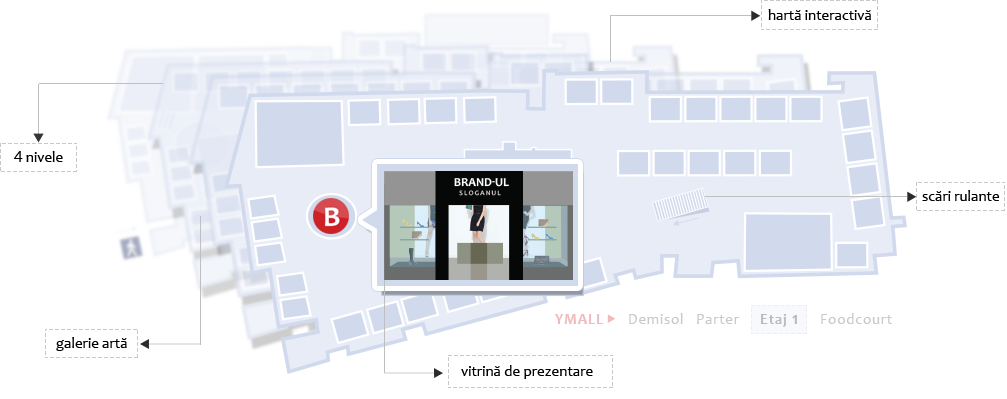 hartă interactivă
4 nivele
BRAND-UL
SLOGANUL
scări rulante
B
YMALL Demisol Parter Etaj 1 Foodcourt
galerie artă
vitrină de prezentare